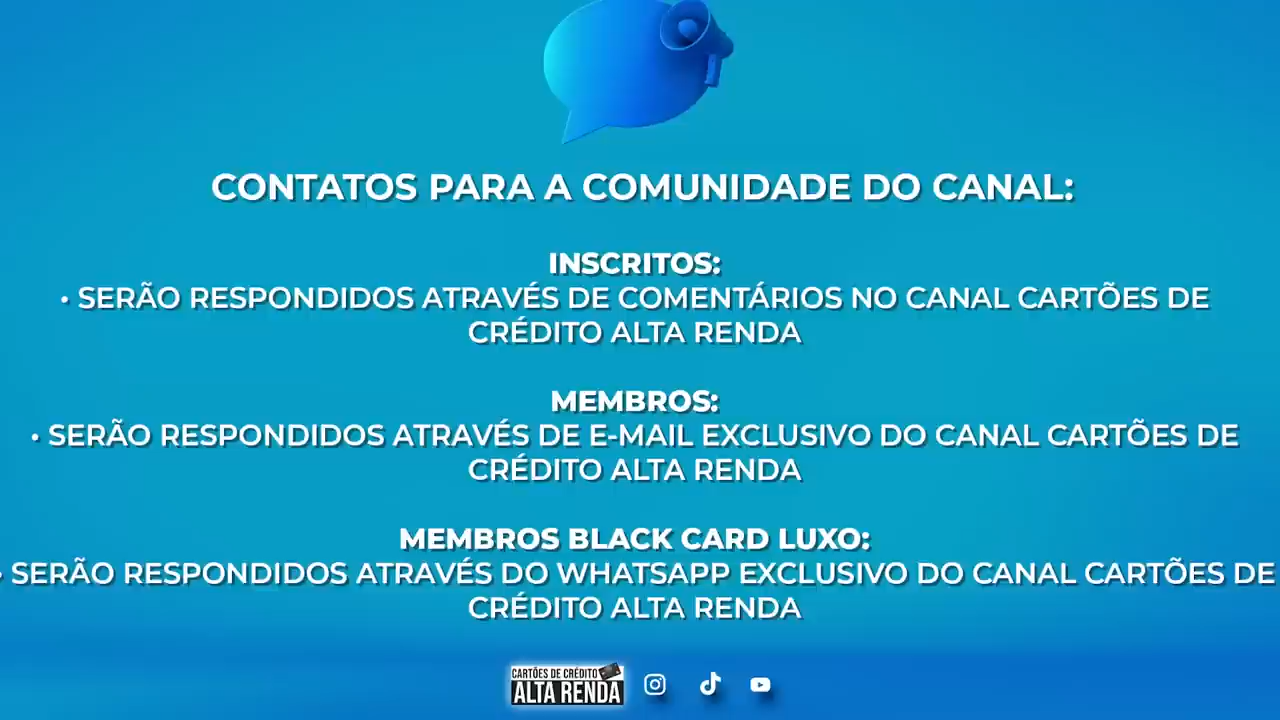 CONTATOS PARA A COMUNIDADE DO CANAL:
INSCRITOS:
• SERÃO RESPONDIDOS ATRAVÉS DE COMENTÁRIOS NO CANAL CARTÕES DE
CRÉDITO ALTA RENDA
MEMBROS:
• SERÃO RESPONDIDOS ATRAVÉS DE E-MAIL EXCLUSIVO DO CANAL CARTÕES DE
CRÉDITO ALTA RENDA
MEMBROS BLACK CARD LUXO:
• SERÃO RESPONDIDOS ATRAVÉS DO WHATSAPP EXCLUSIVO DO CANAL CARTÕES DE
CRÉDITO ALTA RENDA
CARTÕES DE CRÉDITO
ALTA RENDA